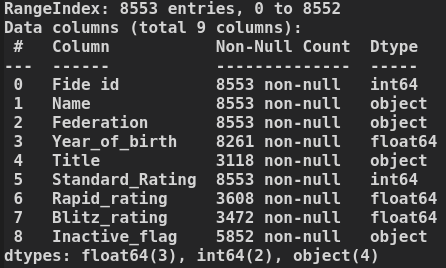 RangeIndex: 8553 entries, 0 to 8552
Data columns (total 9 columns):
 #   Column           Non-Null Count  Dtype
---  ------           --------------  -----
 0   Fide id          8553 non-null   int64
 1   Name             8553 non-null   object
 2   Federation       8553 non-null   object
 3   Year_of_birth    8261 non-null   float64
 4   Title            3118 non-null   object
 5   Standard_Rating  8553 non-null   int64
 6   Rapid_rating     3608 non-null   float64
 7   Blitz_rating     3472 non-null   float64
 8   Inactive_flag    5852 non-null   object
dtypes: float64(3), int64(2), object(4)